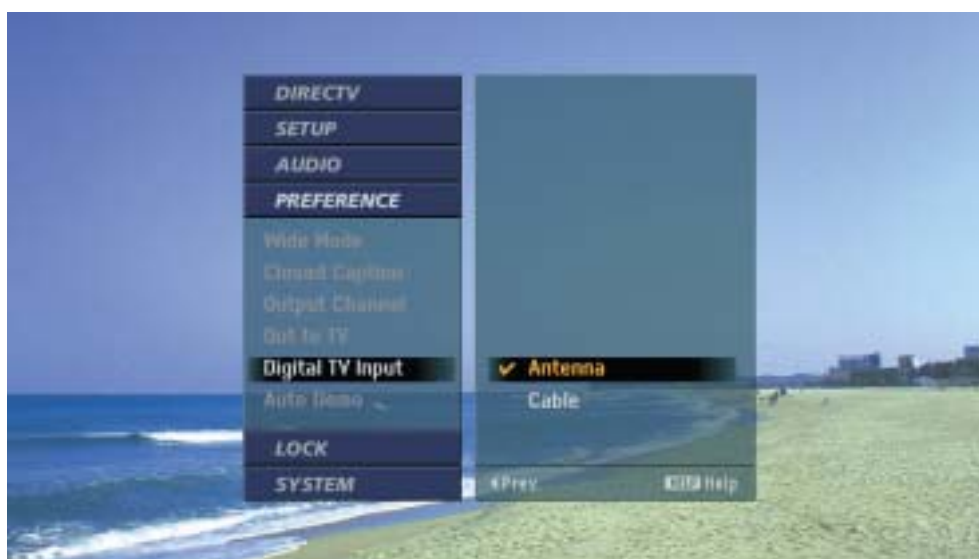 DIRECTV
SETUP
AUDIO
PREFERENCE
Wide Mode
Closed Caption
Output Channel
Out to TV
Digital TV Input
Antenna
Auto Demo
Cable
LOCK
SYSTEM
Prev
Help